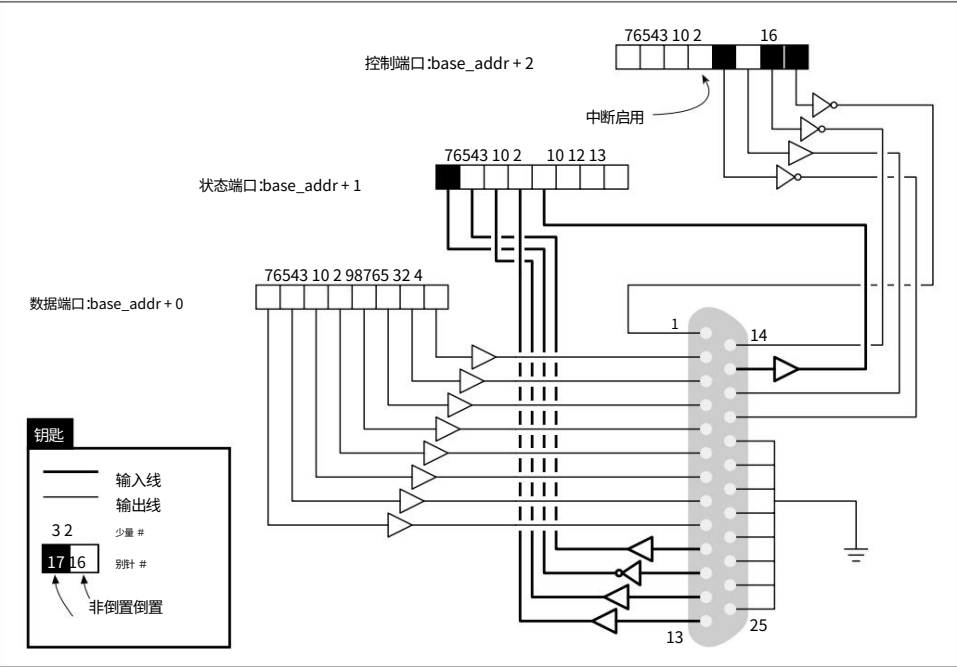 76543 10 2 16
控制端口:base_addr + 2
中断启用
76543 10 2 10 12 13
状态端口:base_addr + 1
76543 10 2 98765 32 4
数据端口:base_addr + 0
1
14
钥匙
输入线
输出线
3 2 少量 #
17 16 别针 #
非倒置倒置
13
25